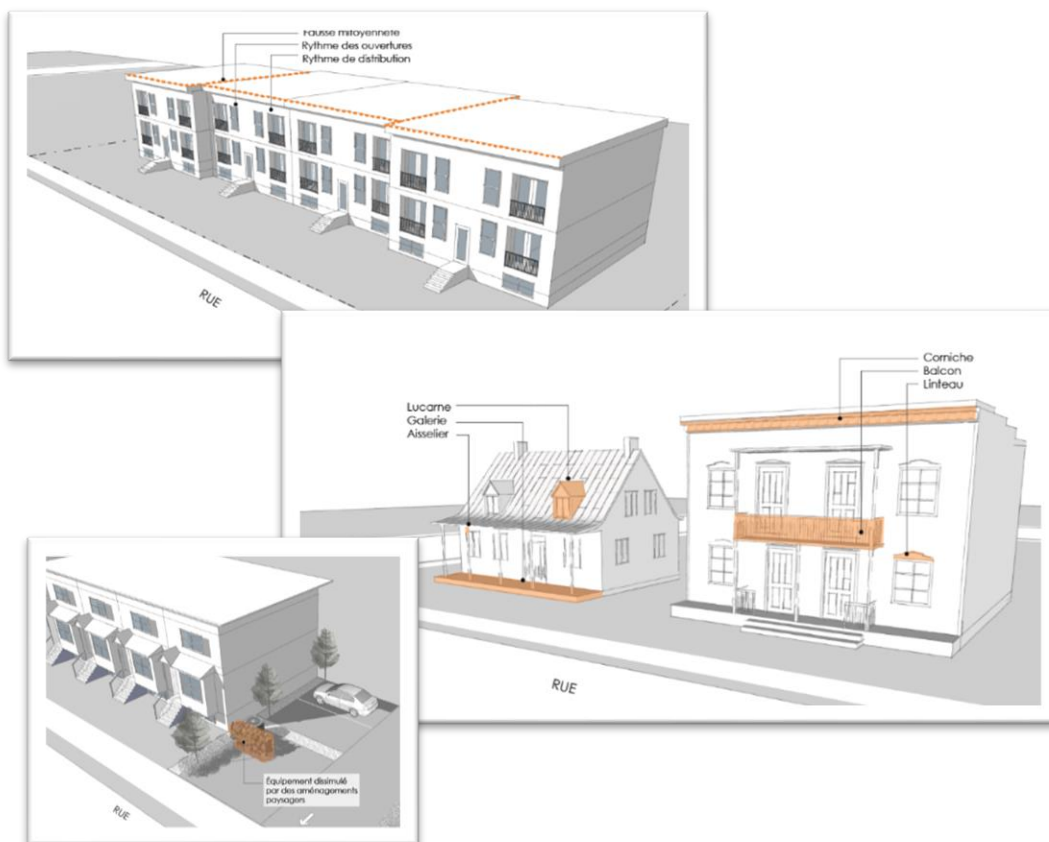 Fausse mitoyenneté
Rythme des ouvertures
Rythme de distribution
RUE
Corniche
Balcon
Linteau
Lucarne
Galerie
Aisselier
RUE
Équipement dissimulé
par des aménagements
paysagers
RUE